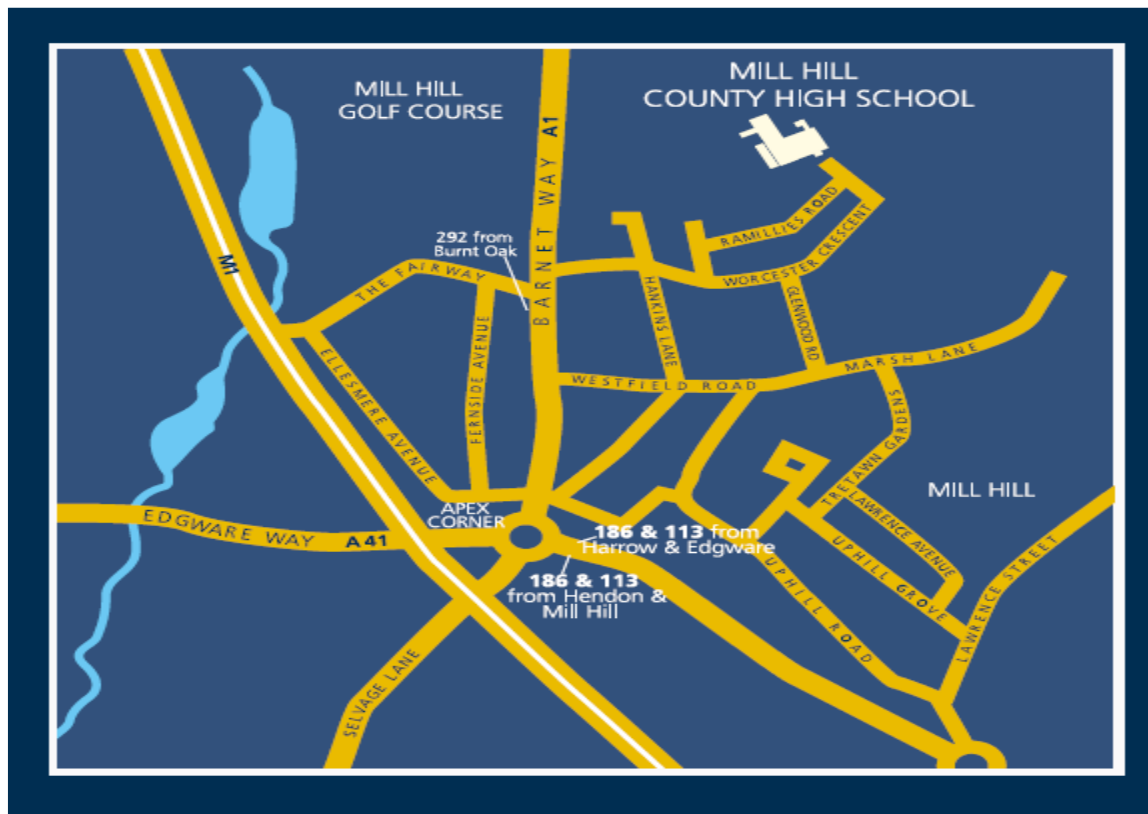 MILL HILL
GOLF COURSE
MILL HILL
COUNTY HIGH SCHOOL
BARNET WAY A1
M1
292 from
Burnt Oak
THE FAIRWAY
RAMILLIES ROAD
WORCESTER CRESCENT
HANKINS LANE
GLENWOOD RD
ELLESMERE AVENUE
FERNSIDE AVENUE
WESTFIELD ROAD
MARSH LANE
TRETAWN GARDENS
LAWRENCE AVENUE
MILL HILL
APEX
CORNER
EDGWARE WAY A41
186 & 113 from
Harrow & Edgware
186 & 113
from Hendon &
Mill Hill
UPHILL GROVE
UPHILL ROAD
LAWRENCE STREET
SELVAGE LANE